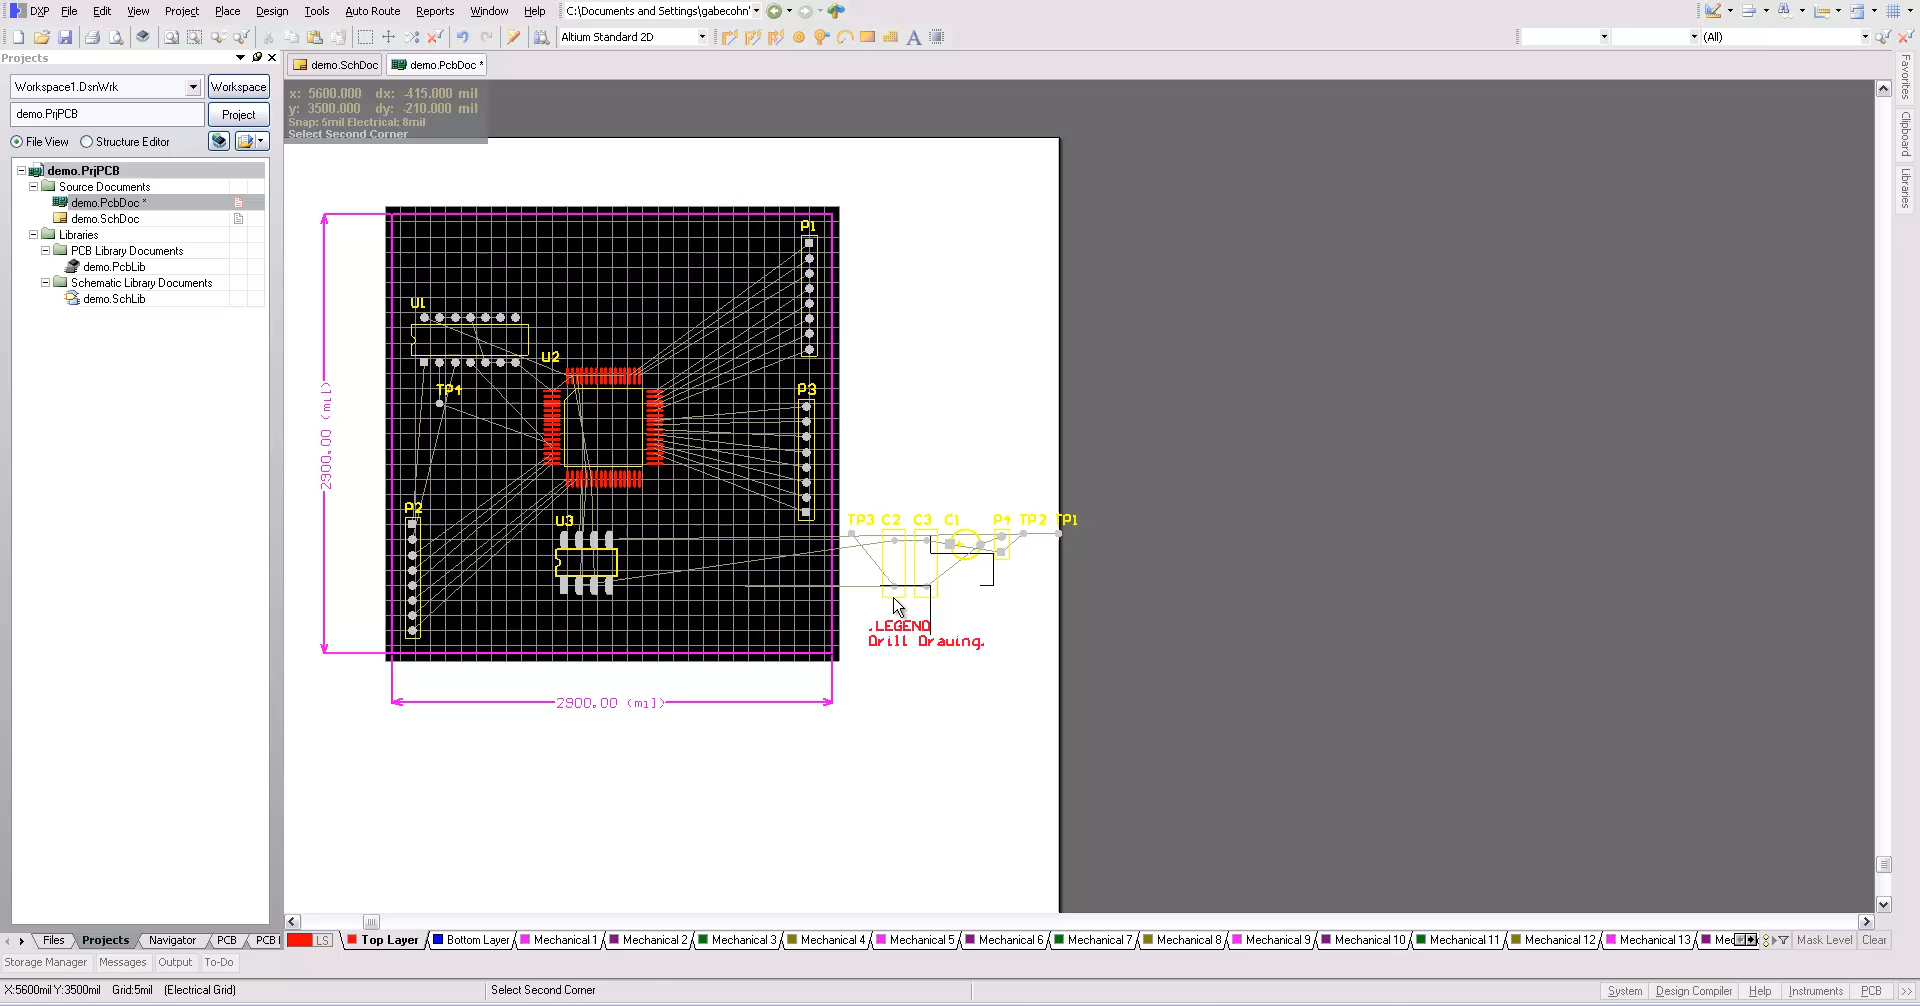 DXP File Edit View Project Place Design Tools Auto Route Reports Window Help C:\Documents and Settings\gabecohn'
Altium Standard 2D (All)
Projects
Workspace1.DsnWrk Workspace
demo.PrjPCB Project
File View Structure Editor
demo.PrjPCB
Source Documents
demo.PcbDoc *
demo.SchDoc
Libraries
PCB Library Documents
demo.PcbLib
Schematic Library Documents
demo.SchLib
demo.SchDoc demo.PcbDoc *
x: 5600.000 dx: -415.000 mil
y: 3500.000 dy: -210.000 mil
Snap: 5mil Electrical: 8mil
Select Second Corner
P1
U1
U2
TP4
P3
P2
U3
TP3 C2 C3 C1 P4 TP2 TP1
.LEGEND
Drill Drawing.
2900.00 (mil)
2900.00 (mil)
Favorites
Clipboard
Libraries
Files Projects Navigator PCB PCB I LS Top Layer Bottom Layer Mechanical 1 Mechanical 2 Mechanical 3 Mechanical 4 Mechanical 5 Mechanical 6 Mechanical 7 Mechanical 8 Mechanical 9 Mechanical 10 Mechanical 11 Mechanical 12 Mechanical 13 Mec Mask Level Clear
Storage Manager Messages Output To-Do
X:5600mil Y:3500mil Grid:5mil (Electrical Grid) Select Second Corner System Design Compiler Help Instruments PCB >>